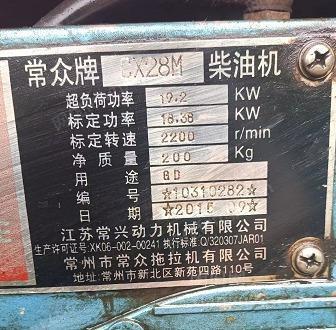 常众牌 CX28M 柴油机
超负荷功率 19.2 KW
标定功率 18.38 KW
标定转速 2200 r/min
净质量 200 Kg
用途 GD
编号 ☆10310282☆
日期 ☆2015 09☆
江苏常兴动力机械有限公司
生产许可证号:XK06-002-00241 执行标准:Q/320307JAR01
常州市常众拖拉机有限公司
地址:常州市新北区新苑四路110号